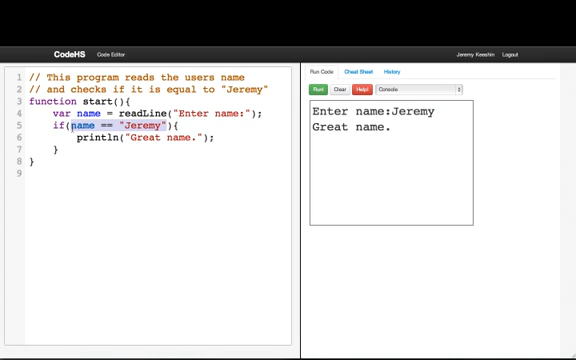 CodeHS Code Editor Jeremy Keeshin Logout
1 // This program reads the users name
2 // and checks if it is equal to "Jeremy"
3 function start(){
4 var name = readLine("Enter name:");
5 if(name == "Jeremy"){
6 println("Great name.");
7 }
8 }
9
Run Code Cheat Sheet History
Run! Clear Help! Console
Enter name:Jeremy
Great name.